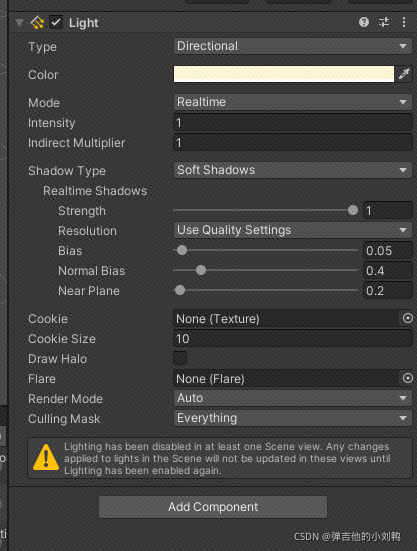 Light
Type Directional
Color
Mode Realtime
Intensity 1
Indirect Multiplier 1
Shadow Type Soft Shadows
Realtime Shadows
Strength 1
Resolution Use Quality Settings
Bias 0.05
Normal Bias 0.4
Near Plane 0.2
Cookie None (Texture)
Cookie Size 10
Draw Halo
Flare None (Flare)
Render Mode Auto
Culling Mask Everything
Lighting has been disabled in at least one Scene view. Any changes
applied to lights in the Scene will not be updated in these views until
Lighting has been enabled again.
Add Component
CSDN @弹吉他的小刘鸭